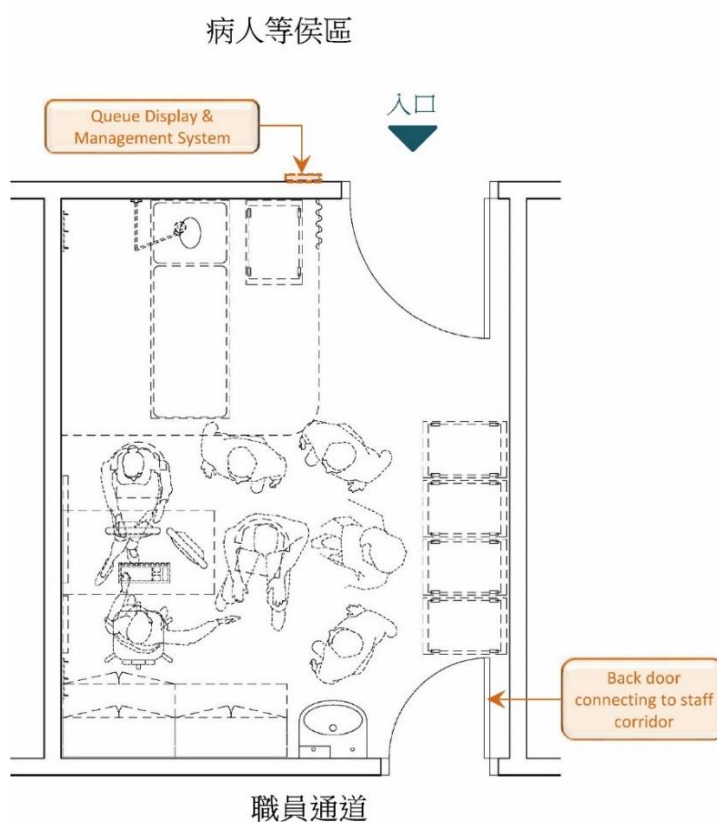 病人等侯區
Queue Display &
Management System
入口
Back door
connecting to staff
corridor
職員通道